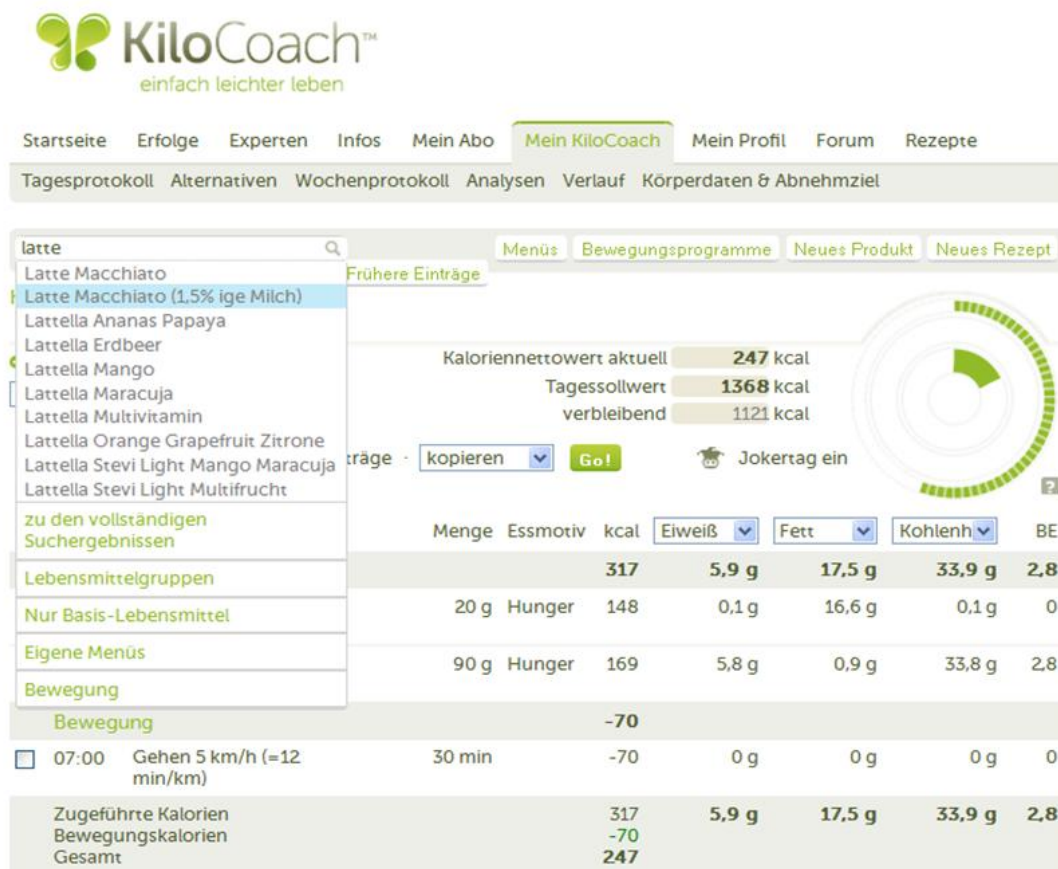 KiloCoach™
einfach leichter leben
Startseite Erfolge Experten Infos Mein Abo Mein KiloCoach Mein Profil Forum Rezepte
Tagesprotokoll Alternativen Wochenprotokoll Analysen Verlauf Körperdaten & Abnehmziel
latte Menüs Bewegungsprogramme Neues Produkt Neues Rezept
Latte Macchiato Frühere Einträge
Latte Macchiato (1,5% ige Milch)
Lattella Ananas Papaya
Lattella Erdbeer
Lattella Mango
Lattella Maracuja
Lattella Multivitamin
Lattella Orange Grapefruit Zitrone
Lattella Stevi Light Mango Maracuja
Lattella Stevi Light Multifrucht
zu den vollständigen
Suchergebnissen
Lebensmittelgruppen
Nur Basis-Lebensmittel
Eigene Menüs
Bewegung
Kaloriennettowert aktuell 247 kcal
Tagessollwert 1368 kcal
verbleibend 1121 kcal
träge · kopieren Go! Jokertag ein
?
Menge Essmotiv kcal Eiweiß Fett Kohlenh BE
317 5,9 g 17,5 g 33,9 g 2,8
20 g Hunger 148 0,1 g 16,6 g 0,1 g 0
90 g Hunger 169 5,8 g 0,9 g 33,8 g 2,8
Bewegung -70
07:00 Gehen 5 km/h (=12 30 min -70 0 g 0 g 0 g 0
min/km)
Zugeführte Kalorien 317 5,9 g 17,5 g 33,9 g 2,8
Bewegungskalorien -70
Gesamt 247